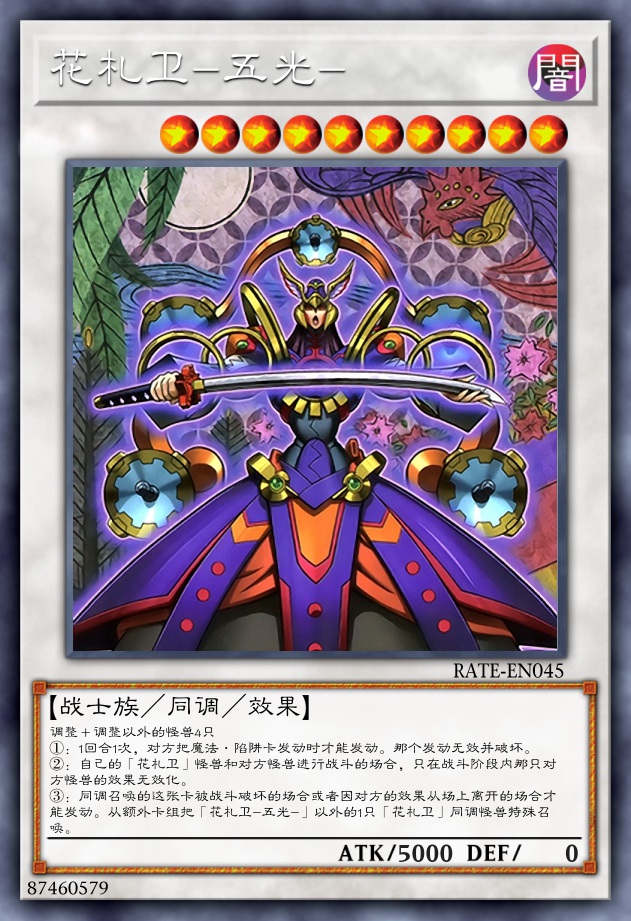 花札卫-五光-
闇
RATE-EN045
【战士族／同调／效果】
调整＋调整以外的怪兽4只
①：1回合1次，对方把魔法·陷阱卡发动时才能发动。那个发动无效并破坏。
②：自己的「花札卫」怪兽和对方怪兽进行战斗的场合，只在战斗阶段内那只对
方怪兽的效果无效化。
③：同调召唤的这张卡被战斗破坏的场合或者因对方的效果从场上离开的场合才
能发动。从额外卡组把「花札卫-五光-」以外的1只「花札卫」同调怪兽特殊召
唤。
ATK/5000 DEF/ 0
87460579